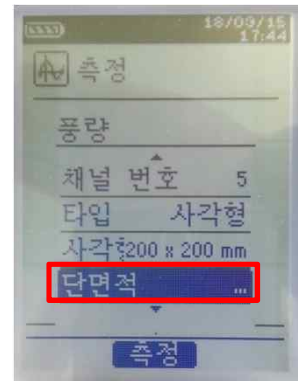 18/09/15
17:44
측정
풍량
채널 번호 5
타입 사각형
사각형200 x 200 mm
단면적 ...
측정